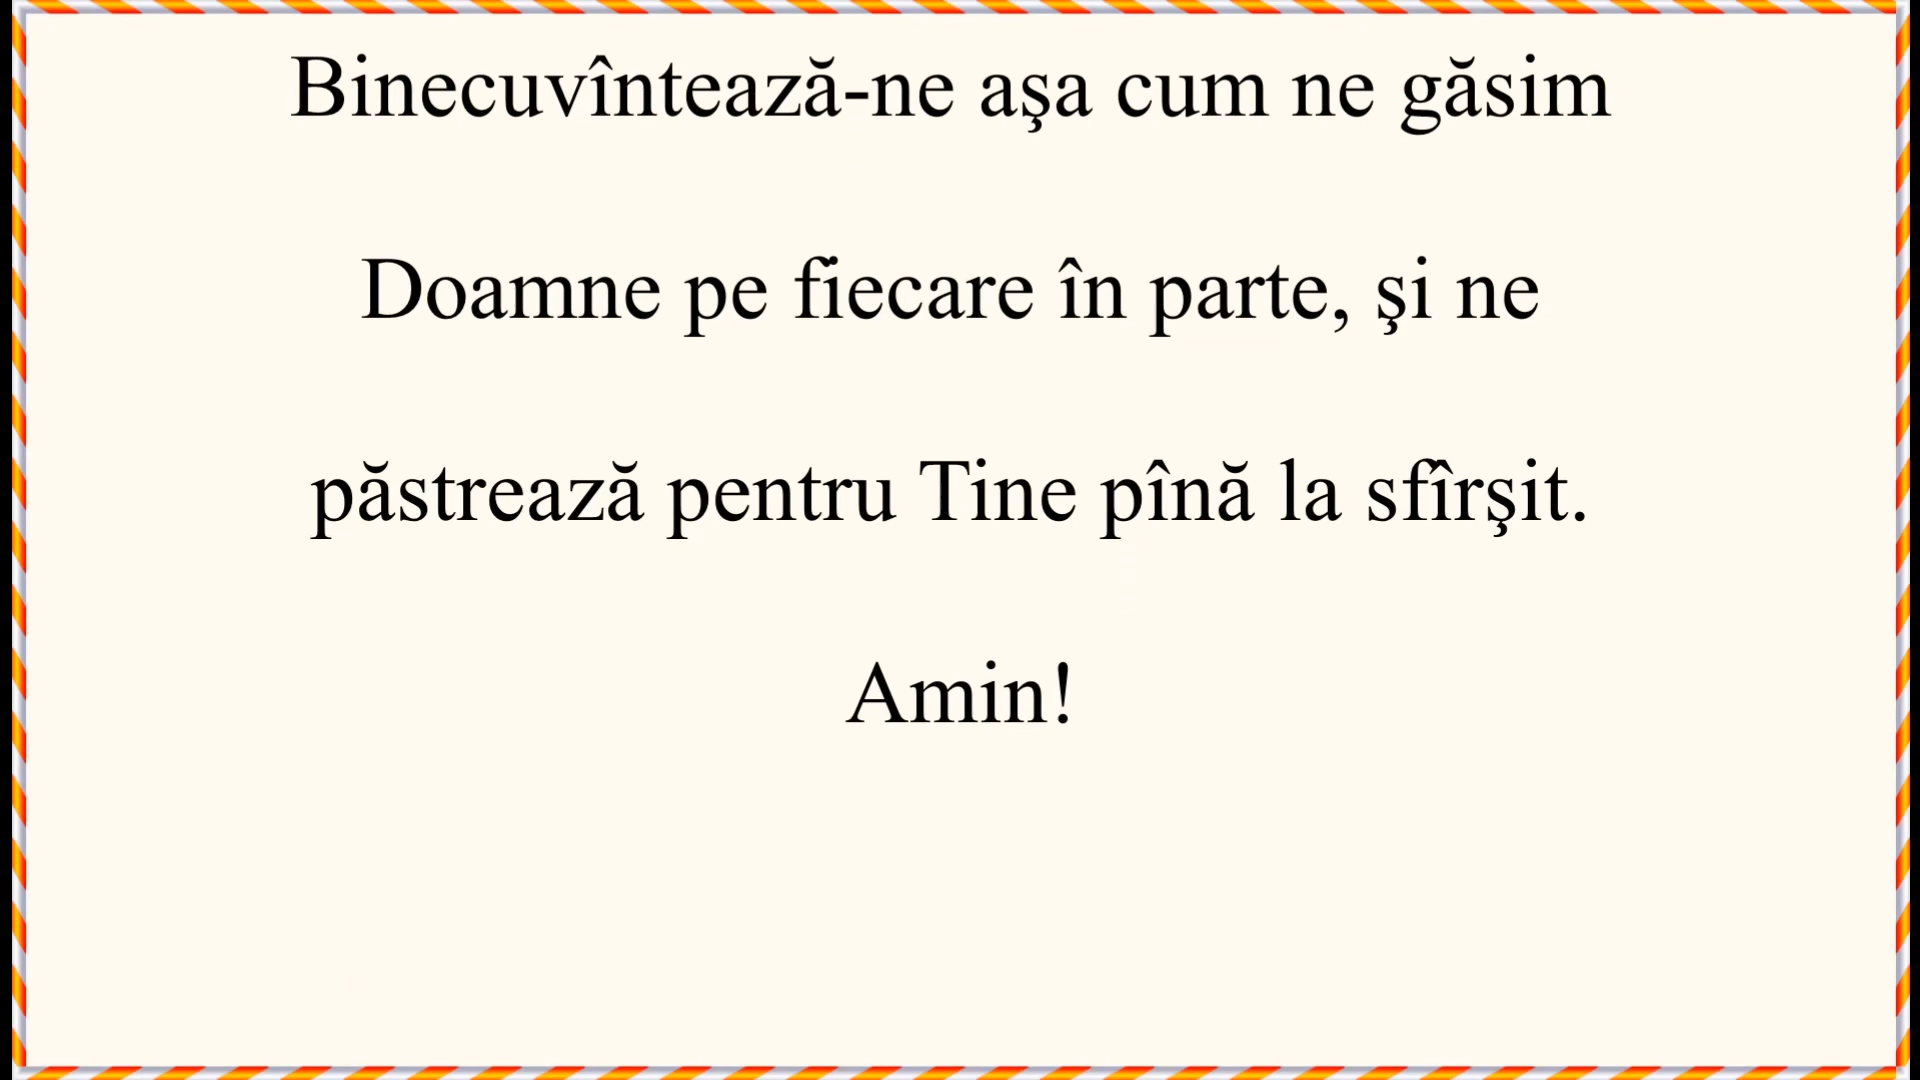 Binecuvîntează-ne aşa cum ne găsim
Doamne pe fiecare în parte, şi ne
păstrează pentru Tine pînă la sfîrşit.
Amin!